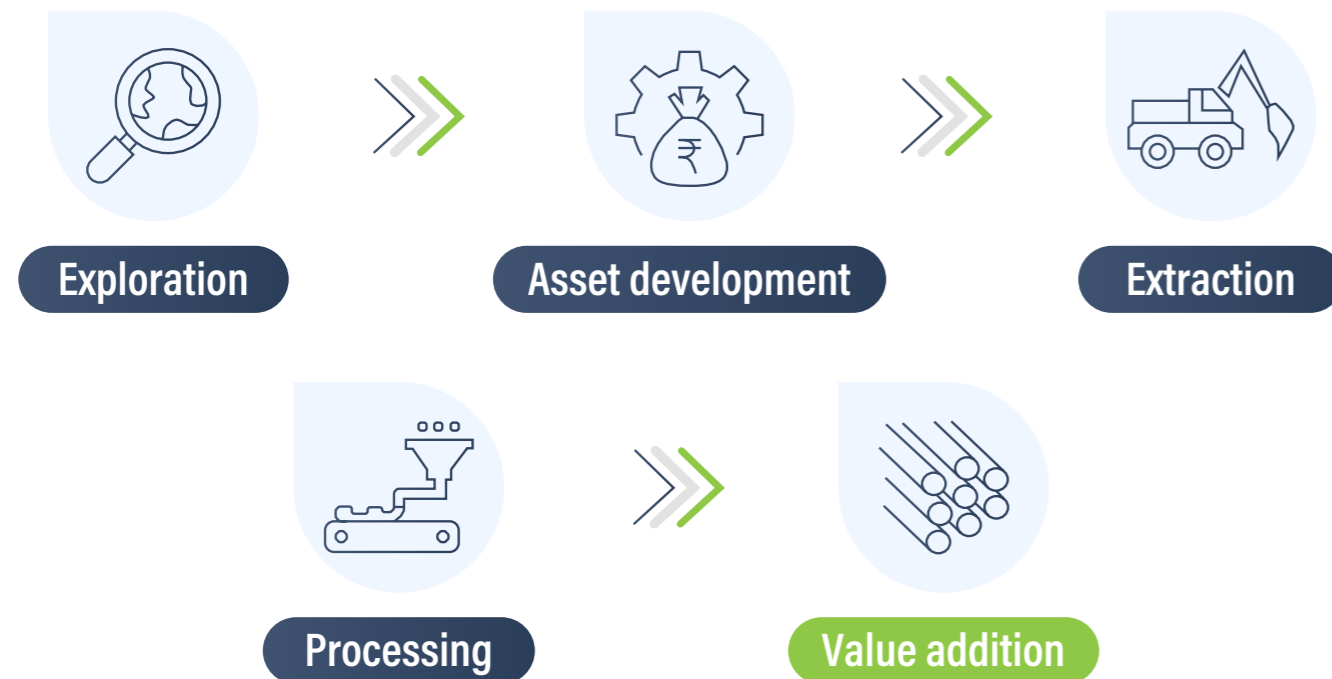 ₹
Exploration
Asset development
Extraction
Processing
Value addition